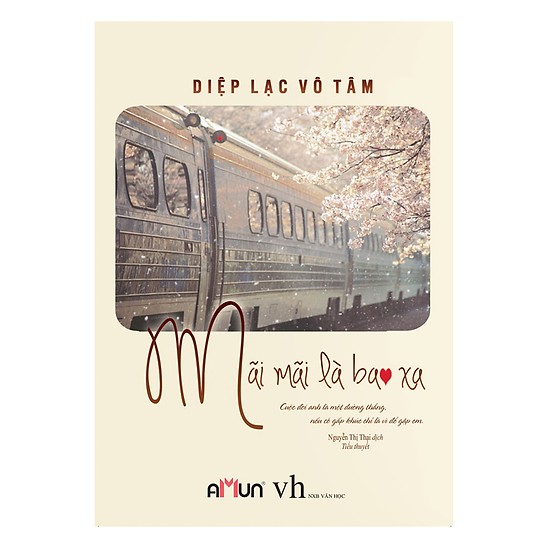 DIỆP LẠC VÔ TÂM
Mãi mãi là bao xa
Cuộc đời anh là một đường thẳng,
nếu có gấp khúc chỉ là vì để gặp em.
Nguyễn Thị Thại dịch
Tiểu thuyết
AMUN® vh NXB VĂN HỌC